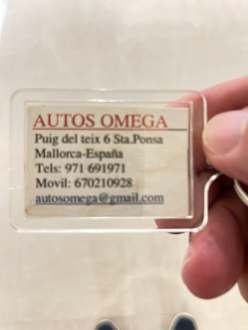 AUTOS OMEGA
Puig del teix 6 Sta.Ponsa
Mallorca-España
Tels: 971 691971
Movil: 670210928
autosomega@gmail.com